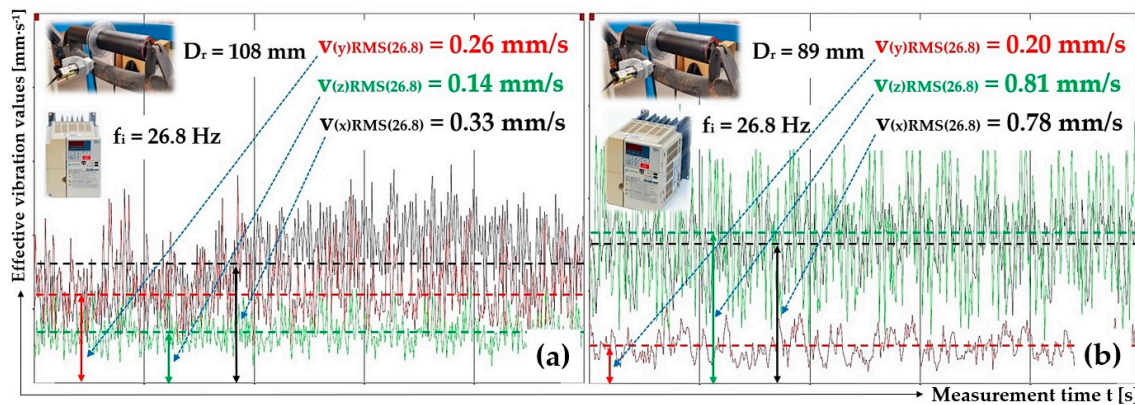 Effective vibration values [mm·s⁻¹]
Dᵣ = 108 mm
v(y)RMS(26.8) = 0.26 mm/s
v(z)RMS(26.8) = 0.14 mm/s
fᵢ = 26.8 Hz
v(x)RMS(26.8) = 0.33 mm/s
(a)
Dᵣ = 89 mm
v(y)RMS(26.8) = 0.20 mm/s
v(z)RMS(26.8) = 0.81 mm/s
fᵢ = 26.8 Hz
v(x)RMS(26.8) = 0.78 mm/s
(b)
Measurement time t [s]